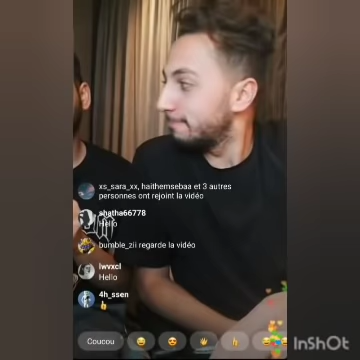 xs_sara_xx, haithemsebaa et 3 autres
personnes ont rejoint la vidéo
shatha66778
Hello
bumble_zii regarde la vidéo
lwvxcl
Hello
4h_ssen
👍
Coucou
InShOt